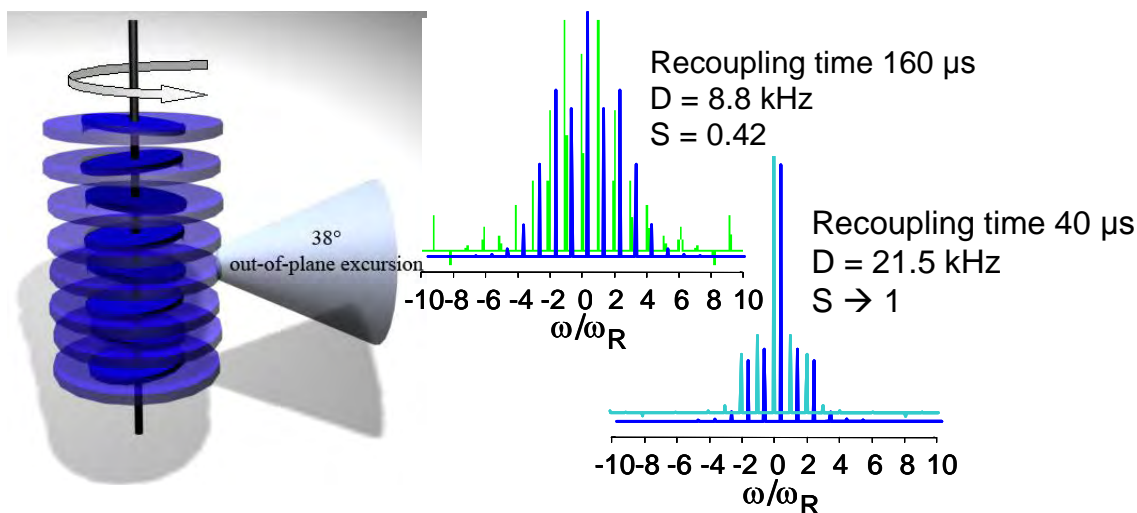 38°
out-of-plane excursion
Recoupling time 160 µs
D = 8.8 kHz
S = 0.42
-10 -8 -6 -4 -2 0 2 4 6 8 10
ω/ωR
Recoupling time 40 µs
D = 21.5 kHz
S → 1
-10 -8 -6 -4 -2 0 2 4 6 8 10
ω/ωR